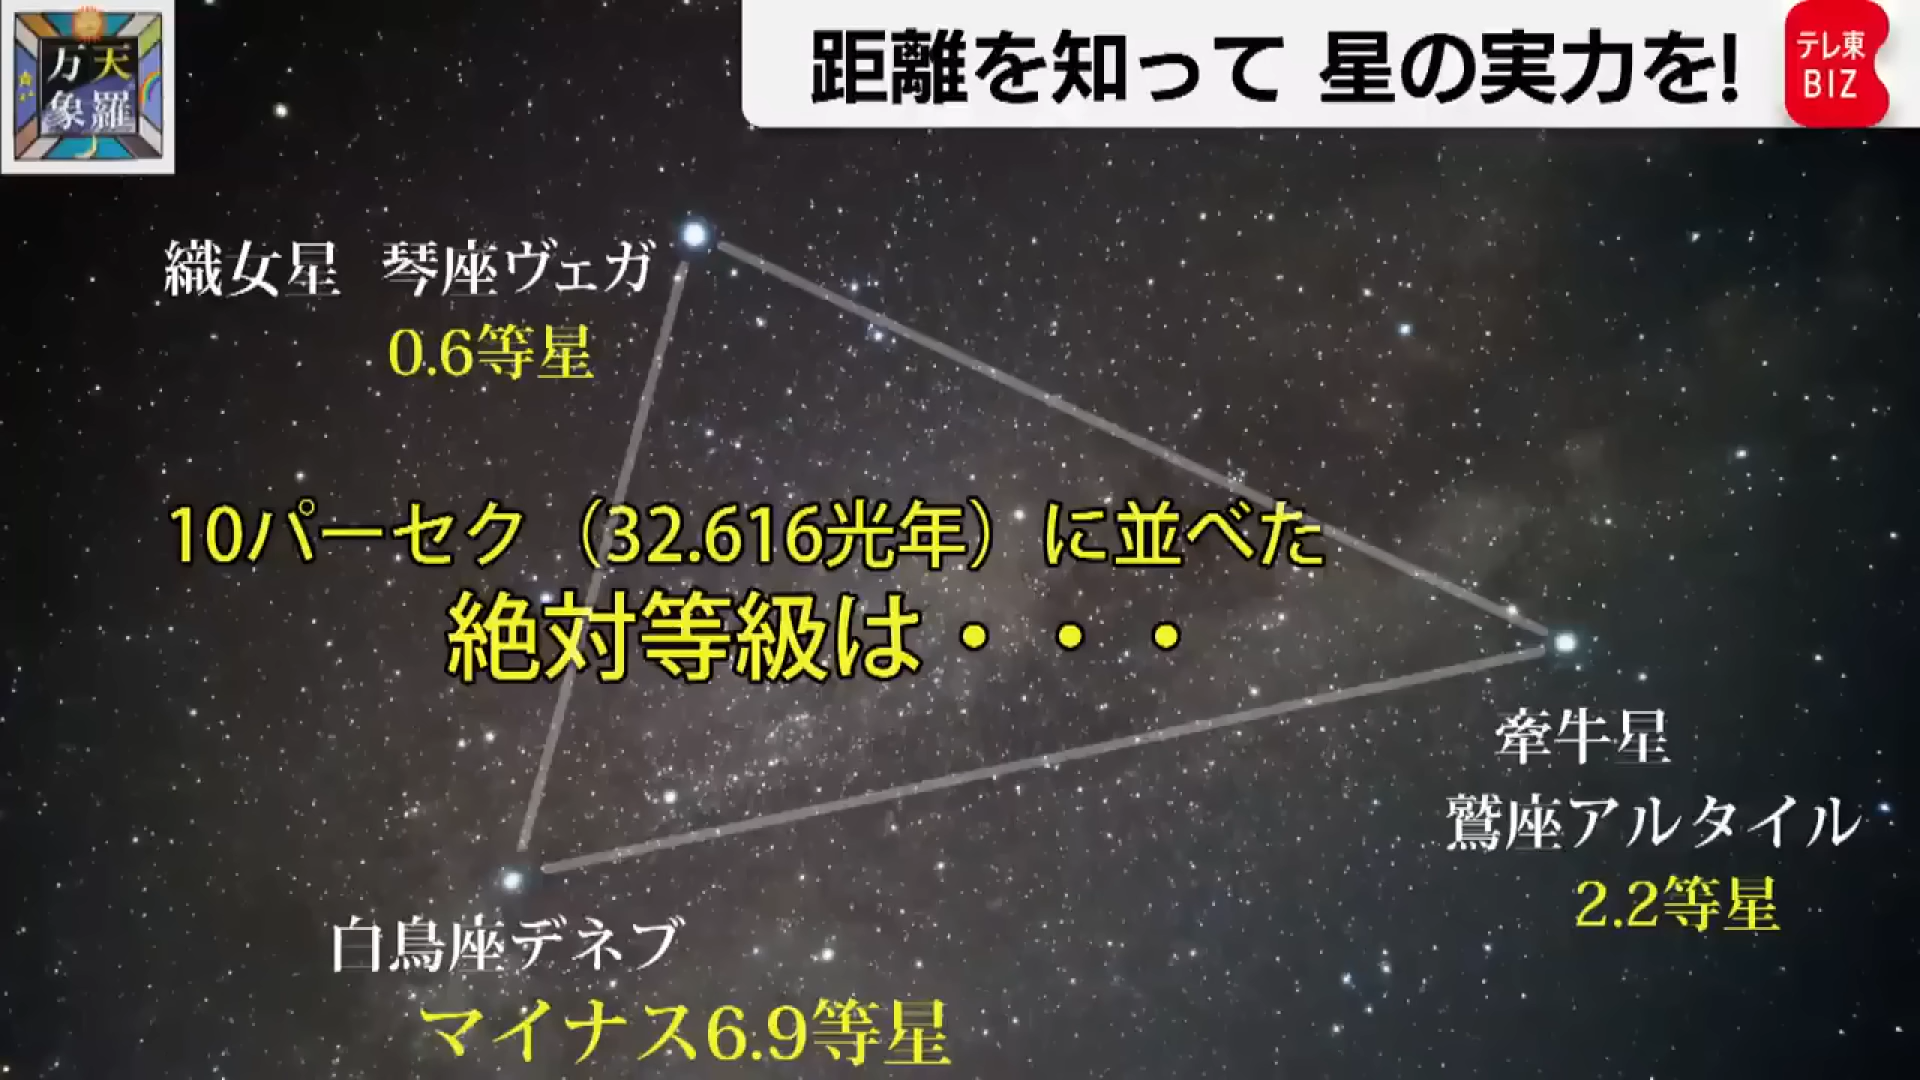 天羅
万象
距離を知って 星の実力を!
テレ東
BIZ
織女星 琴座ヴェガ
0.6等星
10パーセク（32.616光年）に並べた
絶対等級は・・・
牽牛星
鷲座アルタイル
2.2等星
白鳥座デネブ
マイナス6.9等星